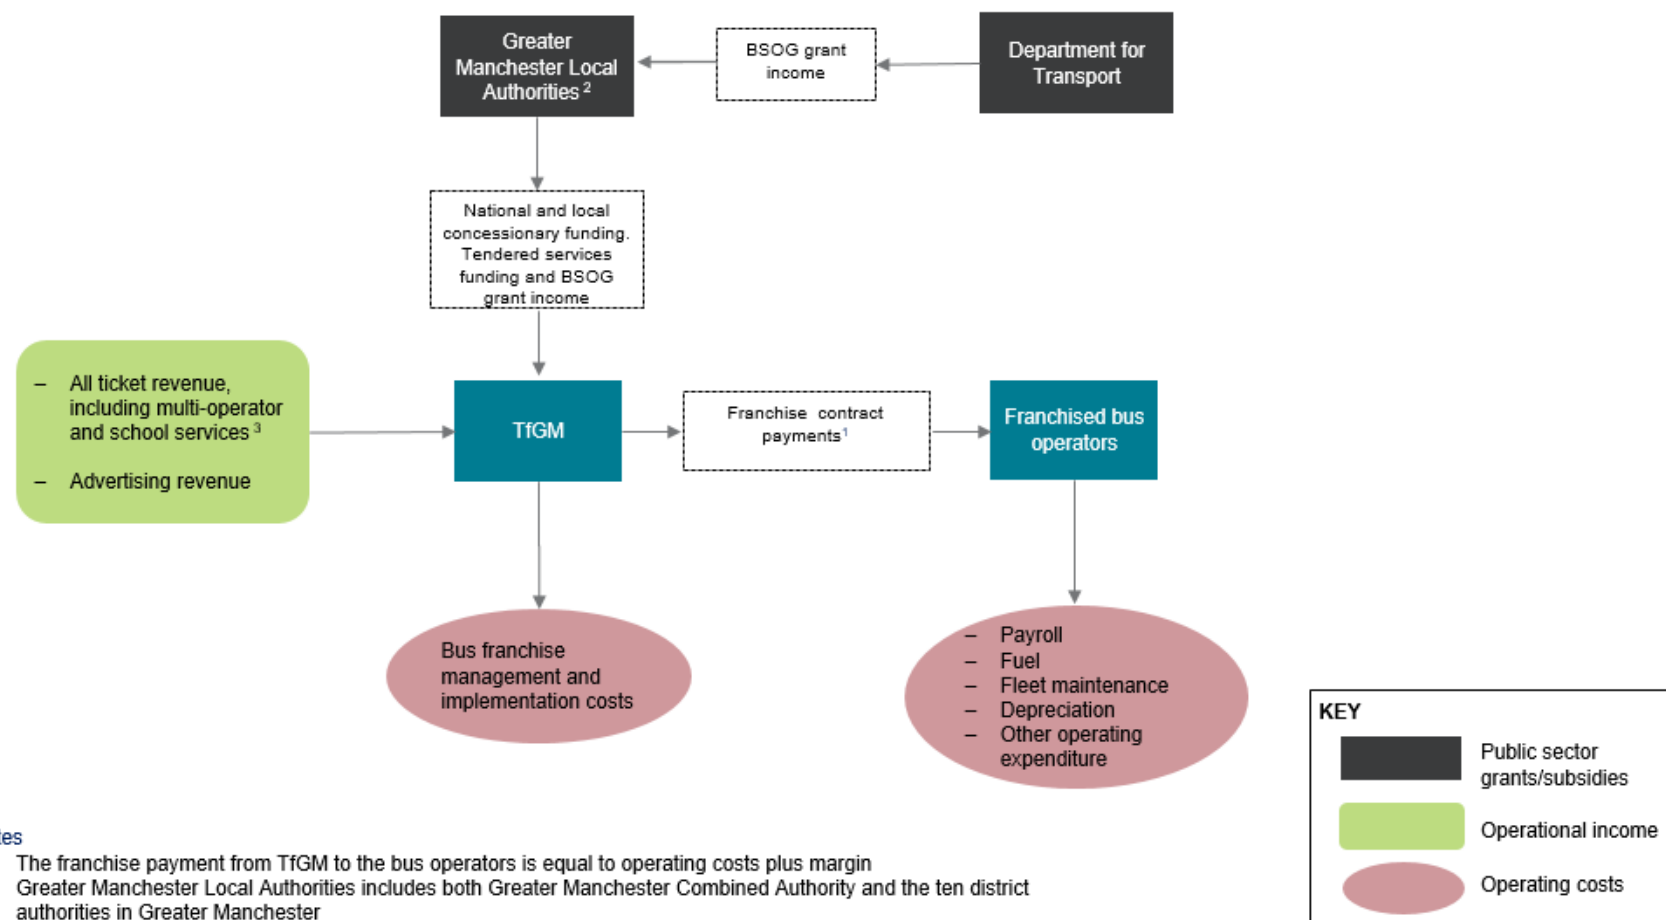 Greater
Manchester Local
Authorities 2
BSOG grant
income
Department for
Transport
National and local
concessionary funding.
Tendered services
funding and BSOG
grant income
– All ticket revenue,
including multi-operator
and school services 3
– Advertising revenue
TfGM
Franchise contract
payments1
Franchised bus
operators
Bus franchise
management and
implementation costs
– Payroll
– Fuel
– Fleet maintenance
– Depreciation
– Other operating
expenditure
KEY
Public sector
grants/subsidies
Operational income
Operating costs
tes
The franchise payment from TfGM to the bus operators is equal to operating costs plus margin
Greater Manchester Local Authorities includes both Greater Manchester Combined Authority and the ten district
authorities in Greater Manchester